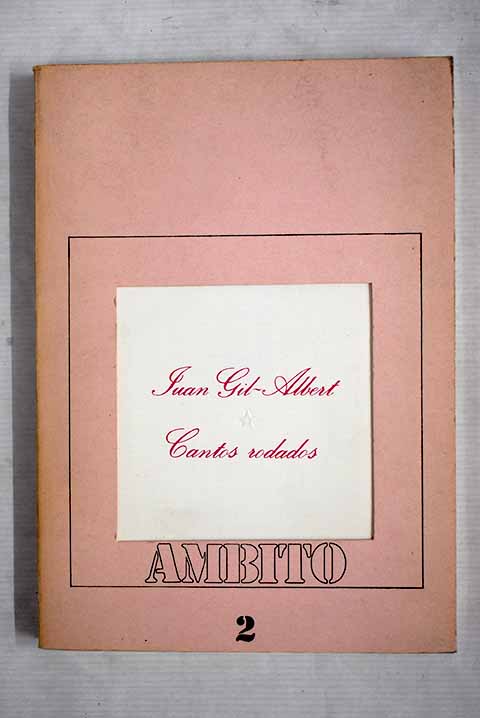 Juan Gil-Albert
Cantos rodados
AMBITO
2